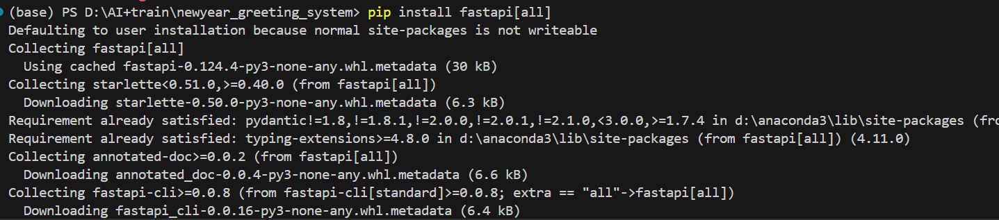 (base) PS D:\AI+train\newyear_greeting_system> pip install fastapi[all]
Defaulting to user installation because normal site-packages is not writeable
Collecting fastapi[all]
  Using cached fastapi-0.124.4-py3-none-any.whl.metadata (30 kB)
Collecting starlette<0.51.0,>=0.40.0 (from fastapi[all])
  Downloading starlette-0.50.0-py3-none-any.whl.metadata (6.3 kB)
Requirement already satisfied: pydantic!=1.8,!=1.8.1,!=2.0.0,!=2.0.1,!=2.1.0,<3.0.0,>=1.7.4 in d:\anaconda3\lib\site-packages (fro
Requirement already satisfied: typing-extensions>=4.8.0 in d:\anaconda3\lib\site-packages (from fastapi[all]) (4.11.0)
Collecting annotated-doc>=0.0.2 (from fastapi[all])
  Downloading annotated_doc-0.0.4-py3-none-any.whl.metadata (6.6 kB)
Collecting fastapi-cli>=0.0.8 (from fastapi-cli[standard]>=0.0.8; extra == "all"->fastapi[all])
  Downloading fastapi_cli-0.0.16-py3-none-any.whl.metadata (6.4 kB)